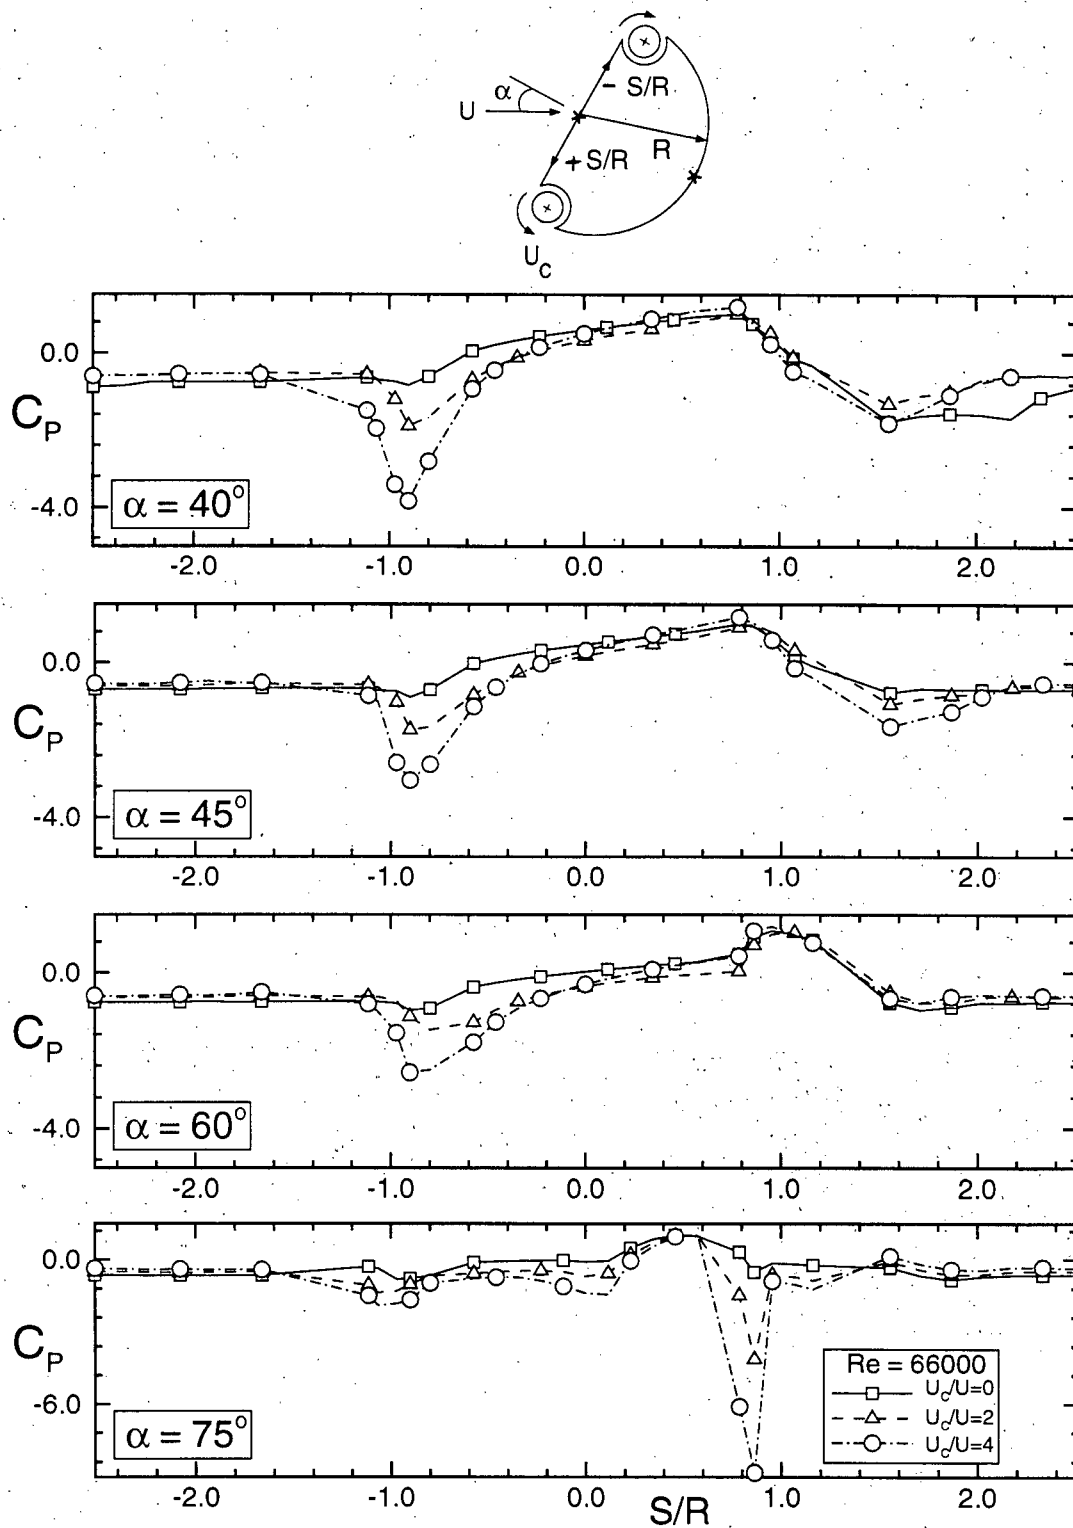 − S/R
α
U
R
+ S/R
U_C
0.0
C_P
-4.0
α = 40°
-2.0 -1.0 0.0 1.0 2.0
0.0
C_P
-4.0
α = 45°
-2.0 -1.0 0.0 1.0 2.0
0.0
C_P
-4.0
α = 60°
-2.0 -1.0 0.0 1.0 2.0
0.0
C_P
-6.0
α = 75°
Re = 66000
U_C/U=0
U_C/U=2
U_C/U=4
-2.0 -1.0 0.0 1.0 2.0
S/R